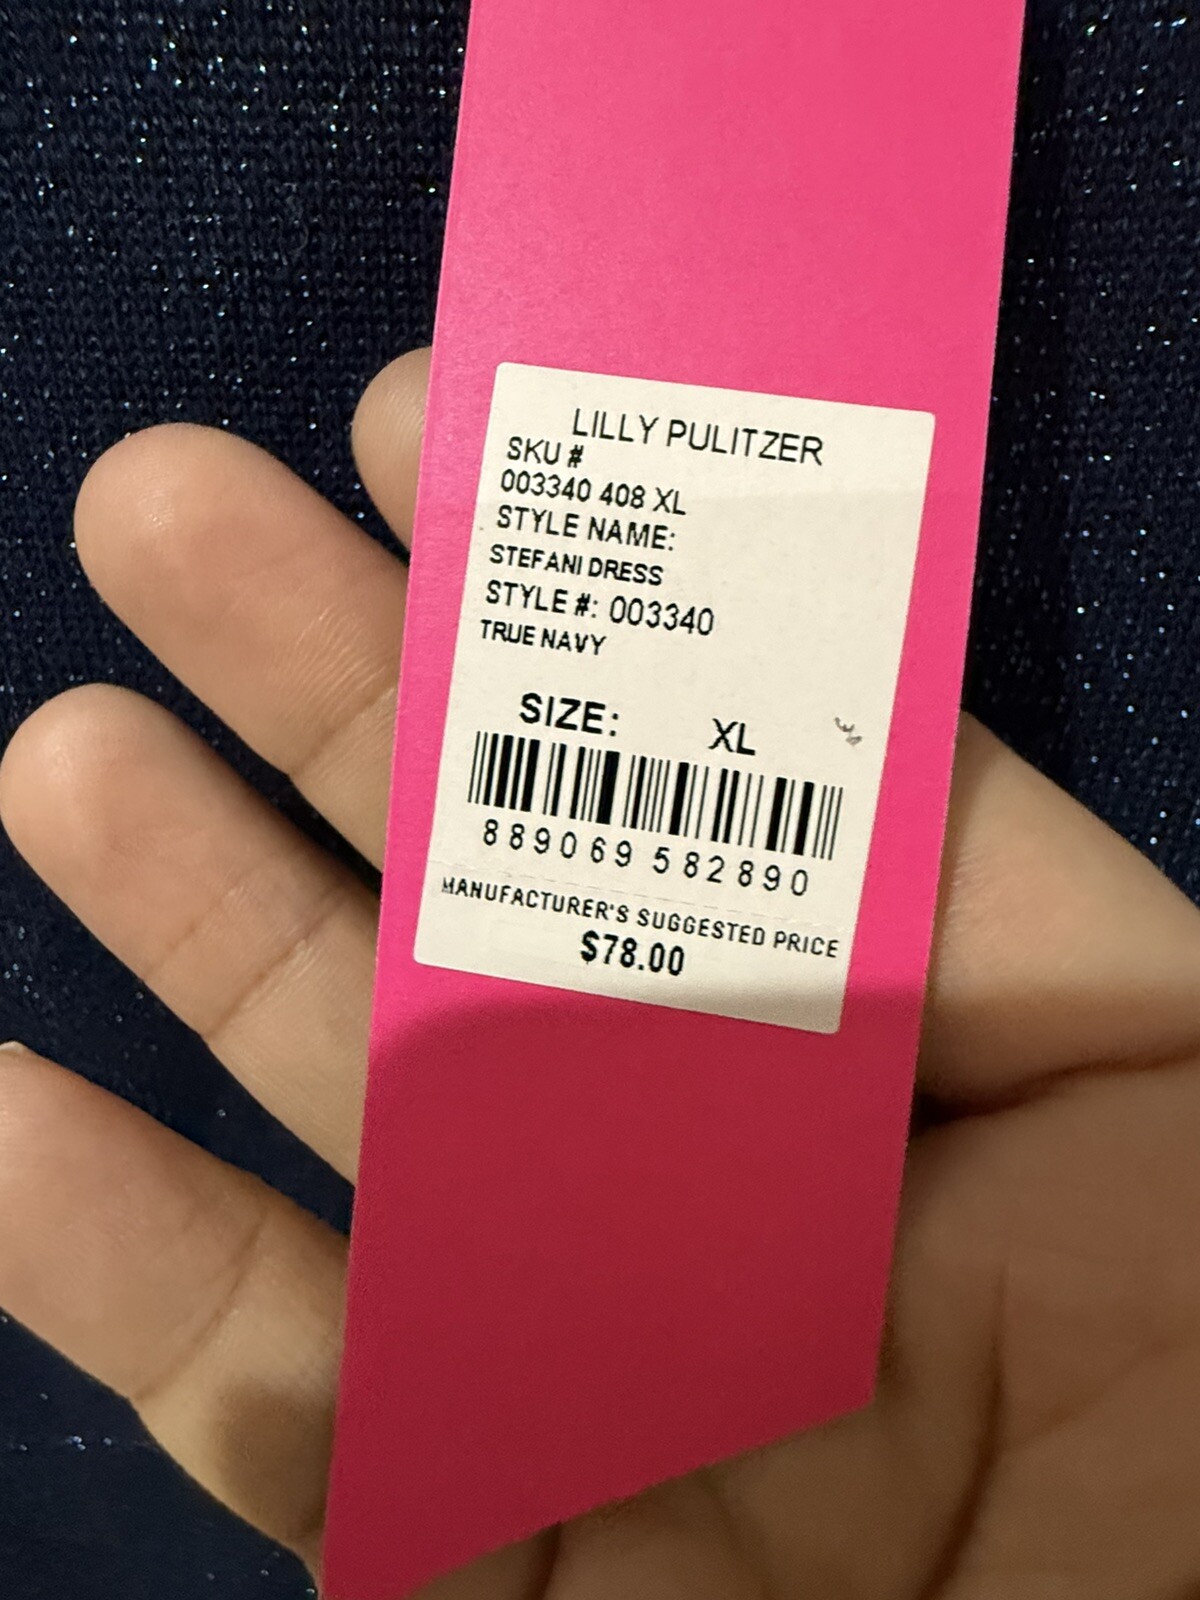 LILLY PULITZER
SKU #
003340 408 XL
STYLE NAME:
STEFANI DRESS
STYLE #: 003340
TRUE NAVY
SIZE: XL
889069 582890
MANUFACTURER'S SUGGESTED PRICE
$78.00